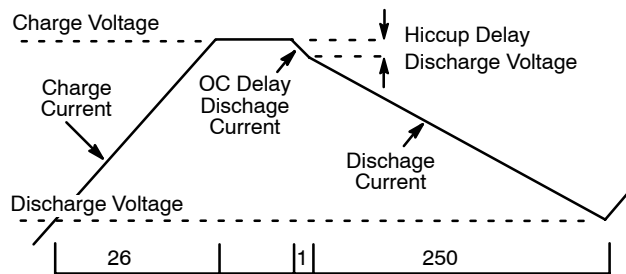 Charge Voltage
Hiccup Delay
Discharge Voltage
Charge
Current
OC Delay
Dischage
Current
Dischage
Current
Discharge Voltage
26
1
250